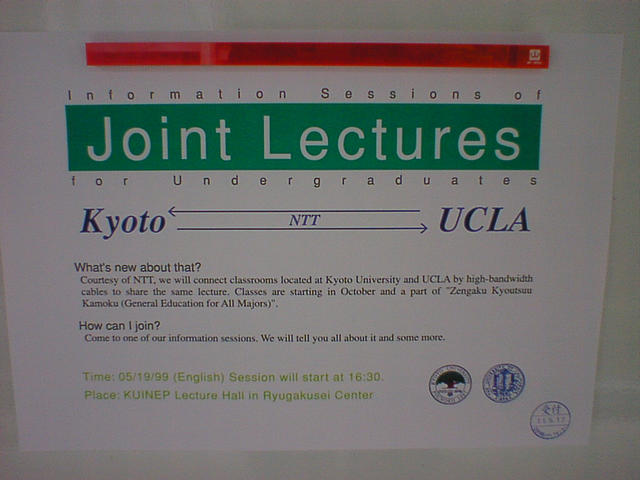 Information Sessions of
Joint Lectures
for Undergraduates
Kyoto NTT UCLA
What's new about that?
Courtesy of NTT, we will connect classrooms located at Kyoto University and UCLA by high-bandwidth
cables to share the same lecture. Classes are starting in October and a part of "Zengaku Kyoutsuu
Kamoku (General Education for All Majors)".
How can I join?
Come to one of our information sessions. We will tell you all about it and some more.
Time: 05/19/99 (English) Session will start at 16:30.
Place: KUINEP Lecture Hall in Ryugakusei Center
受付